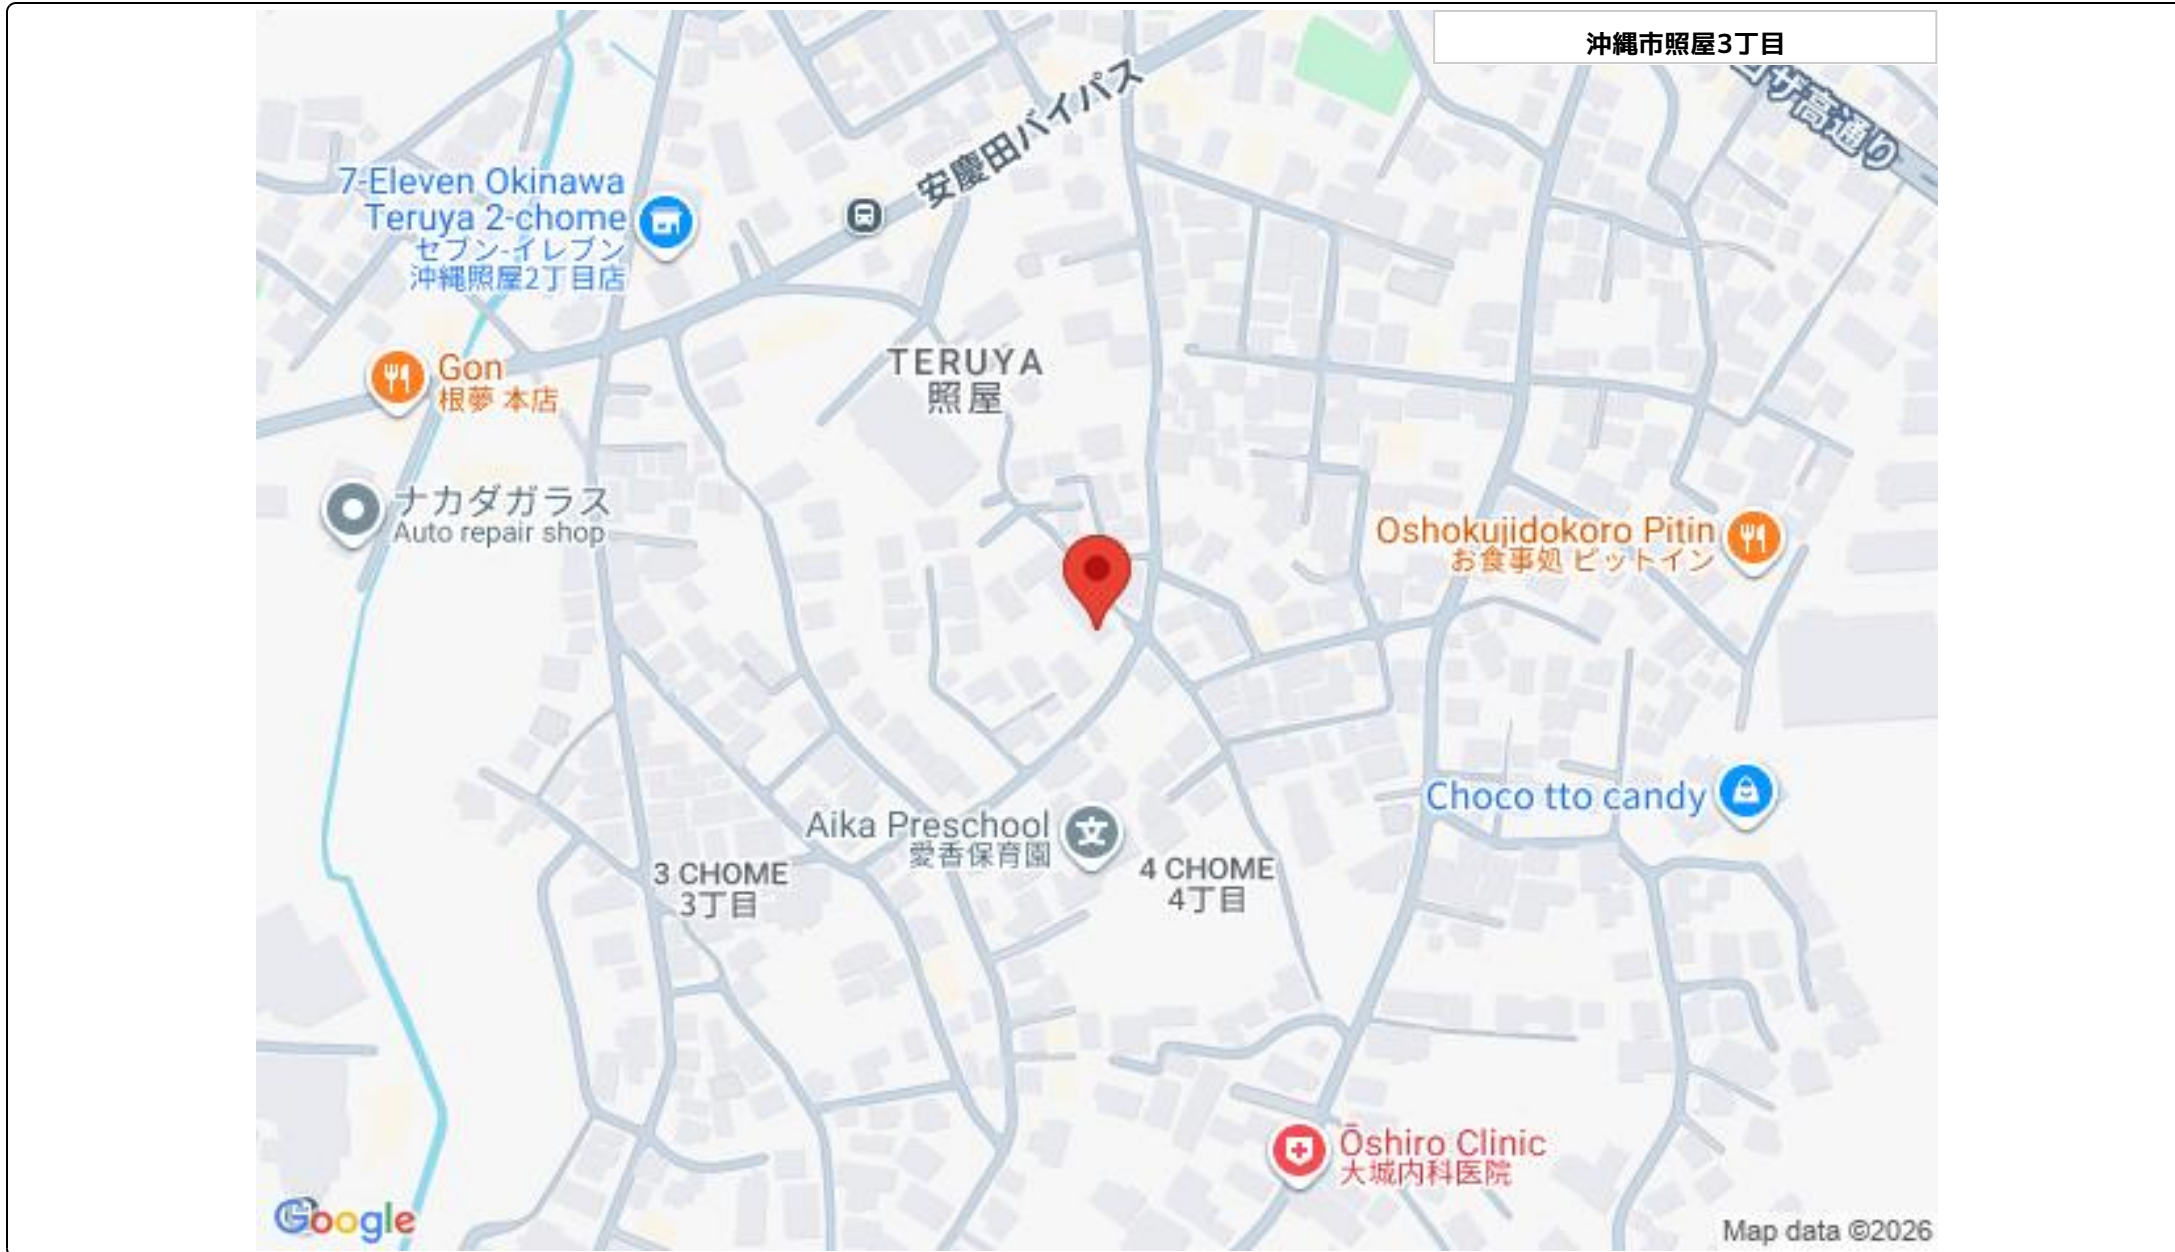 沖縄市照屋3丁目
コザ高通り
安慶田バイパス
7-Eleven Okinawa
Teruya 2-chome
セブン-イレブン
沖縄照屋2丁目店
TERUYA
照屋
Gon
根夢 本店
ナカダガラス
Auto repair shop
Oshokujidokoro Pitin
お食事処 ピットイン
Choco tto candy
Aika Preschool
愛香保育園
3 CHOME
3丁目
4 CHOME
4丁目
Ōshiro Clinic
大城内科医院
Google
Map data ©2026